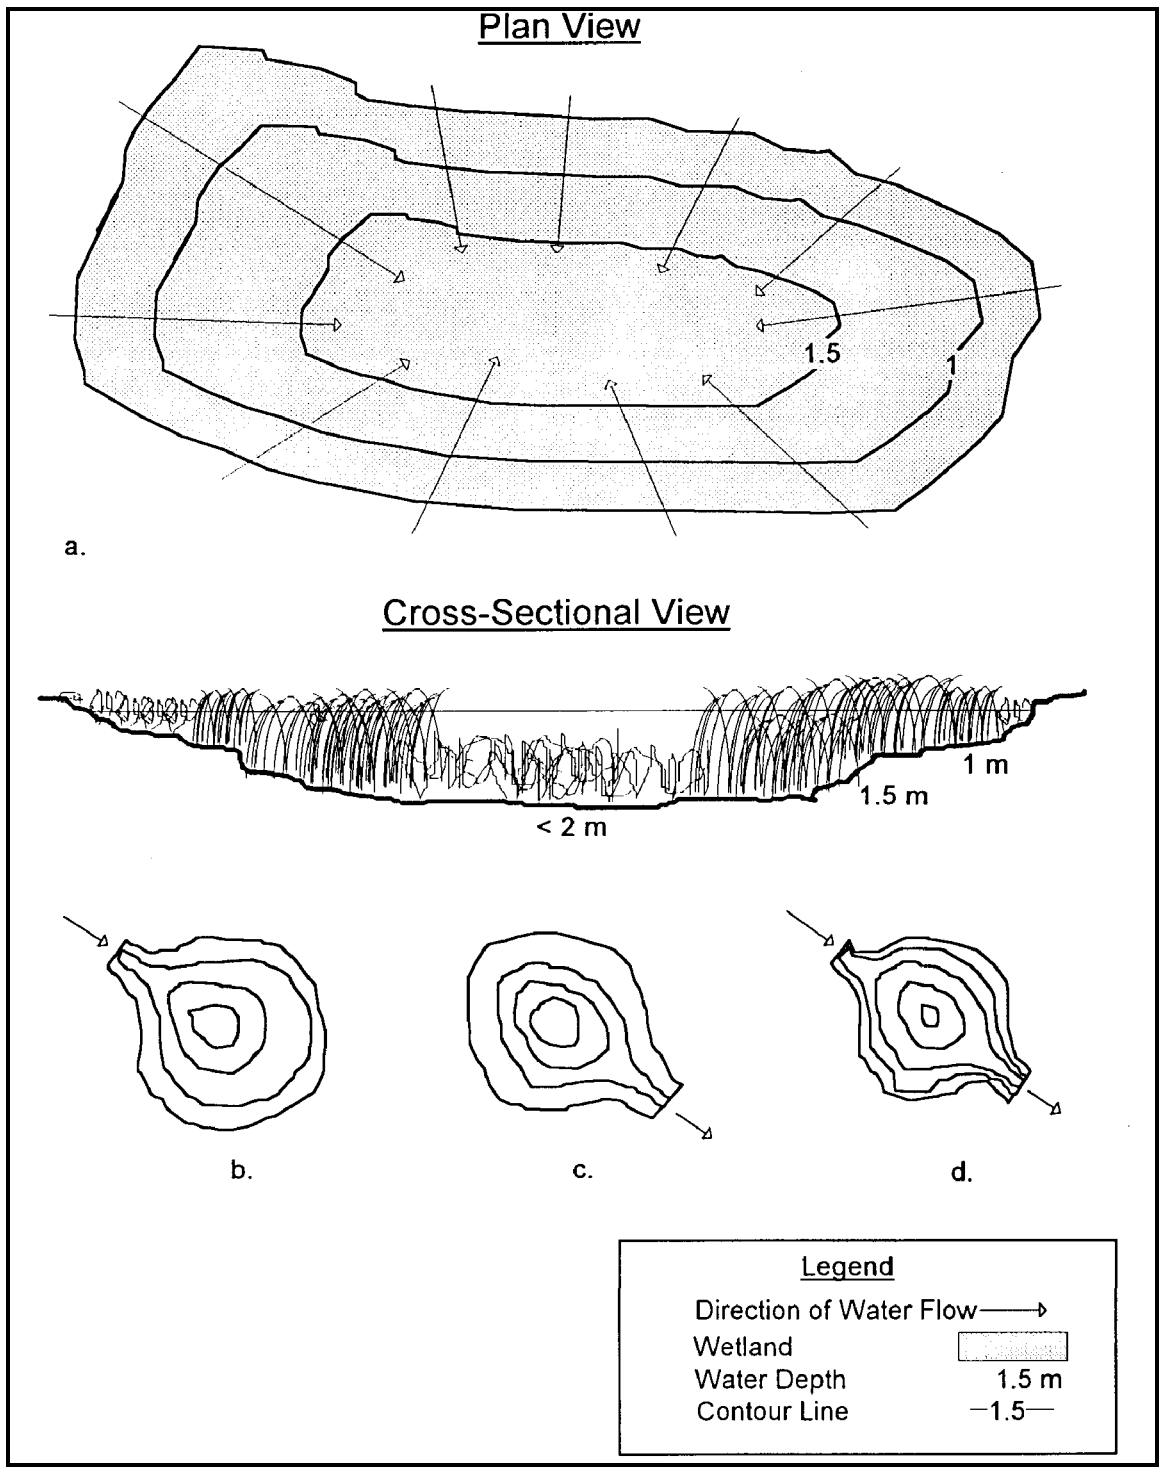 Plan View
1.5
1
a.
Cross-Sectional View
1 m
1.5 m
< 2 m
b.
c.
d.
Legend
Direction of Water Flow
Wetland
Water Depth 1.5 m
Contour Line 1.5